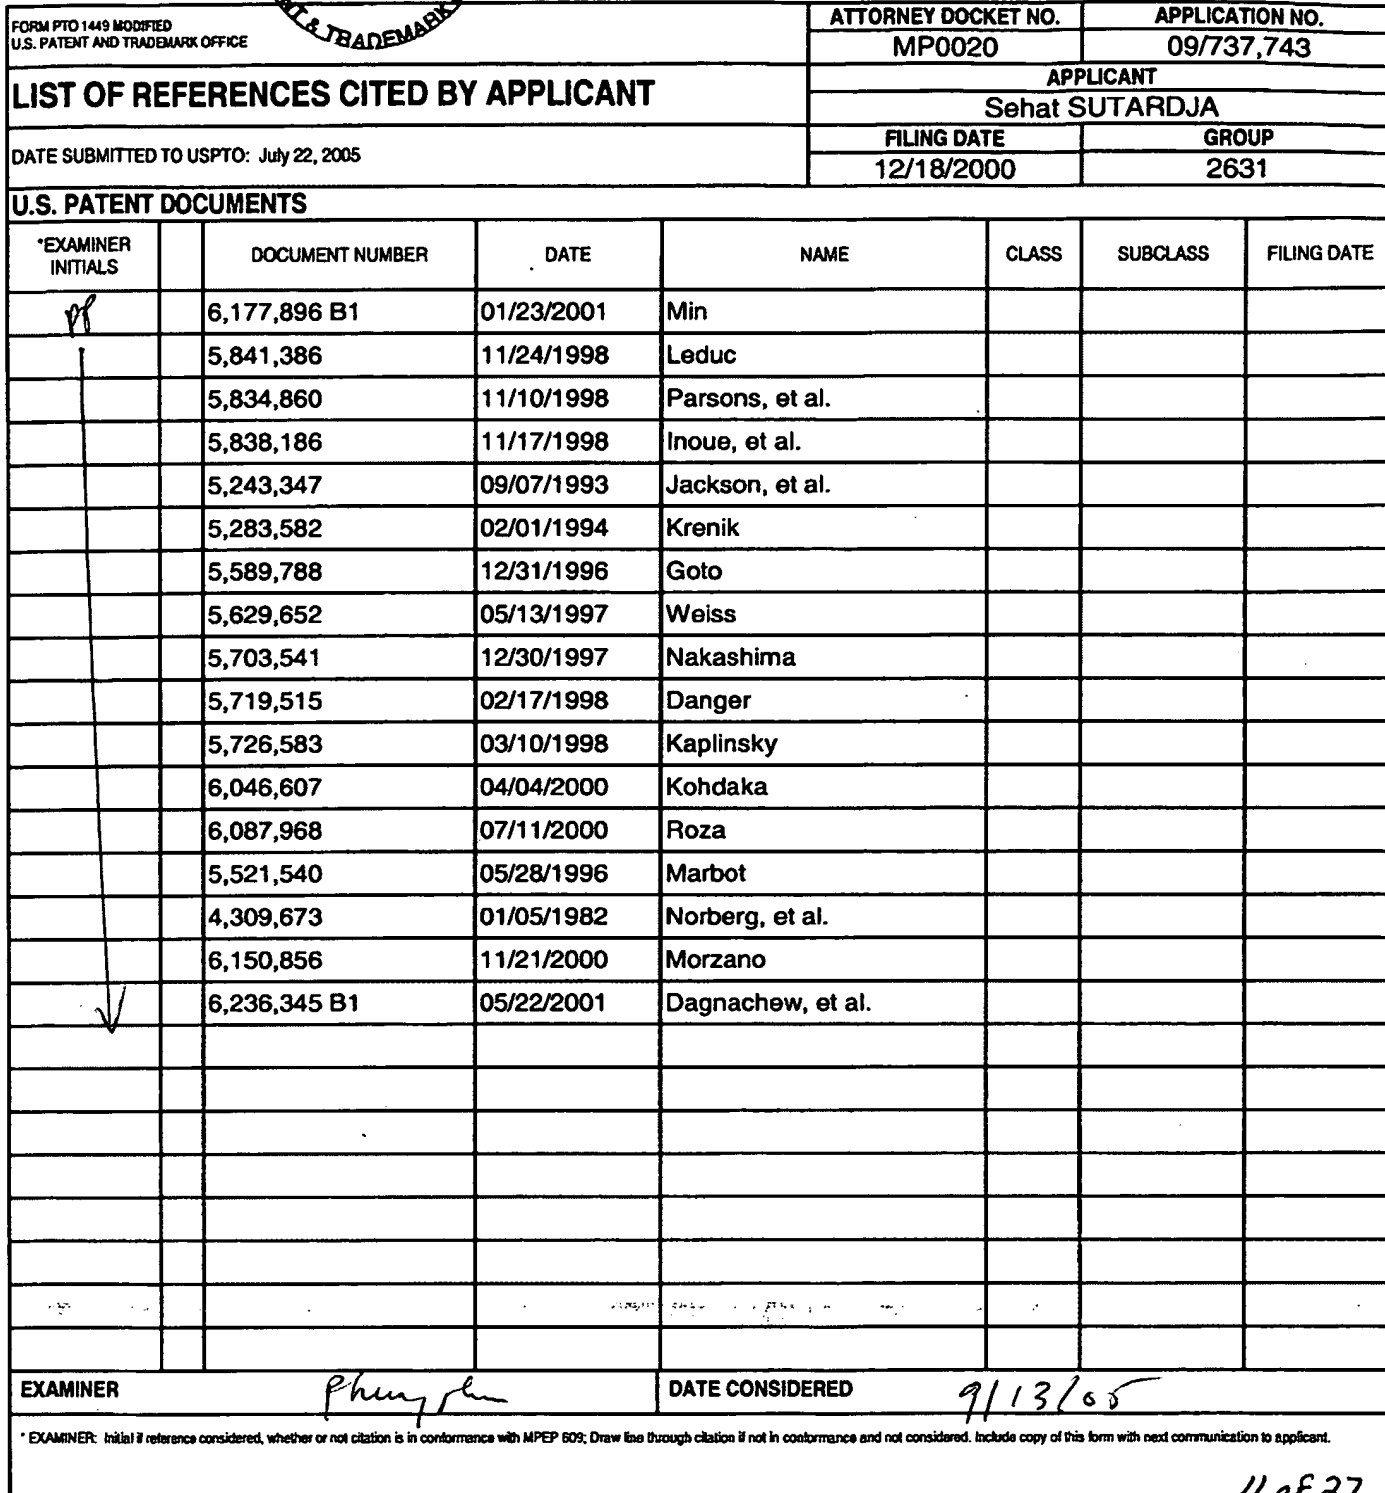 NT & TRADEMARK
FORM PTO 1449 MODIFIED
U.S. PATENT AND TRADEMARK OFFICE
ATTORNEY DOCKET NO. APPLICATION NO.
MP0020 09/737,743
LIST OF REFERENCES CITED BY APPLICANT
APPLICANT
Sehat SUTARDJA
DATE SUBMITTED TO USPTO: July 22, 2005
FILING DATE GROUP
12/18/2000 2631
U.S. PATENT DOCUMENTS
*EXAMINER INITIALS DOCUMENT NUMBER DATE NAME CLASS SUBCLASS FILING DATE
pp 6,177,896 B1 01/23/2001 Min
5,841,386 11/24/1998 Leduc
5,834,860 11/10/1998 Parsons, et al.
5,838,186 11/17/1998 Inoue, et al.
5,243,347 09/07/1993 Jackson, et al.
5,283,582 02/01/1994 Krenik
5,589,788 12/31/1996 Goto
5,629,652 05/13/1997 Weiss
5,703,541 12/30/1997 Nakashima
5,719,515 02/17/1998 Danger
5,726,583 03/10/1998 Kaplinsky
6,046,607 04/04/2000 Kohdaka
6,087,968 07/11/2000 Roza
5,521,540 05/28/1996 Marbot
4,309,673 01/05/1982 Norberg, et al.
6,150,856 11/21/2000 Morzano
6,236,345 B1 05/22/2001 Dagnachew, et al.
EXAMINER DATE CONSIDERED 9/13/05
* EXAMINER: Initial if reference considered, whether or not citation is in conformance with MPEP 609; Draw line through citation if not in conformance and not considered. Include copy of this form with next communication to applicant.
11 of 27